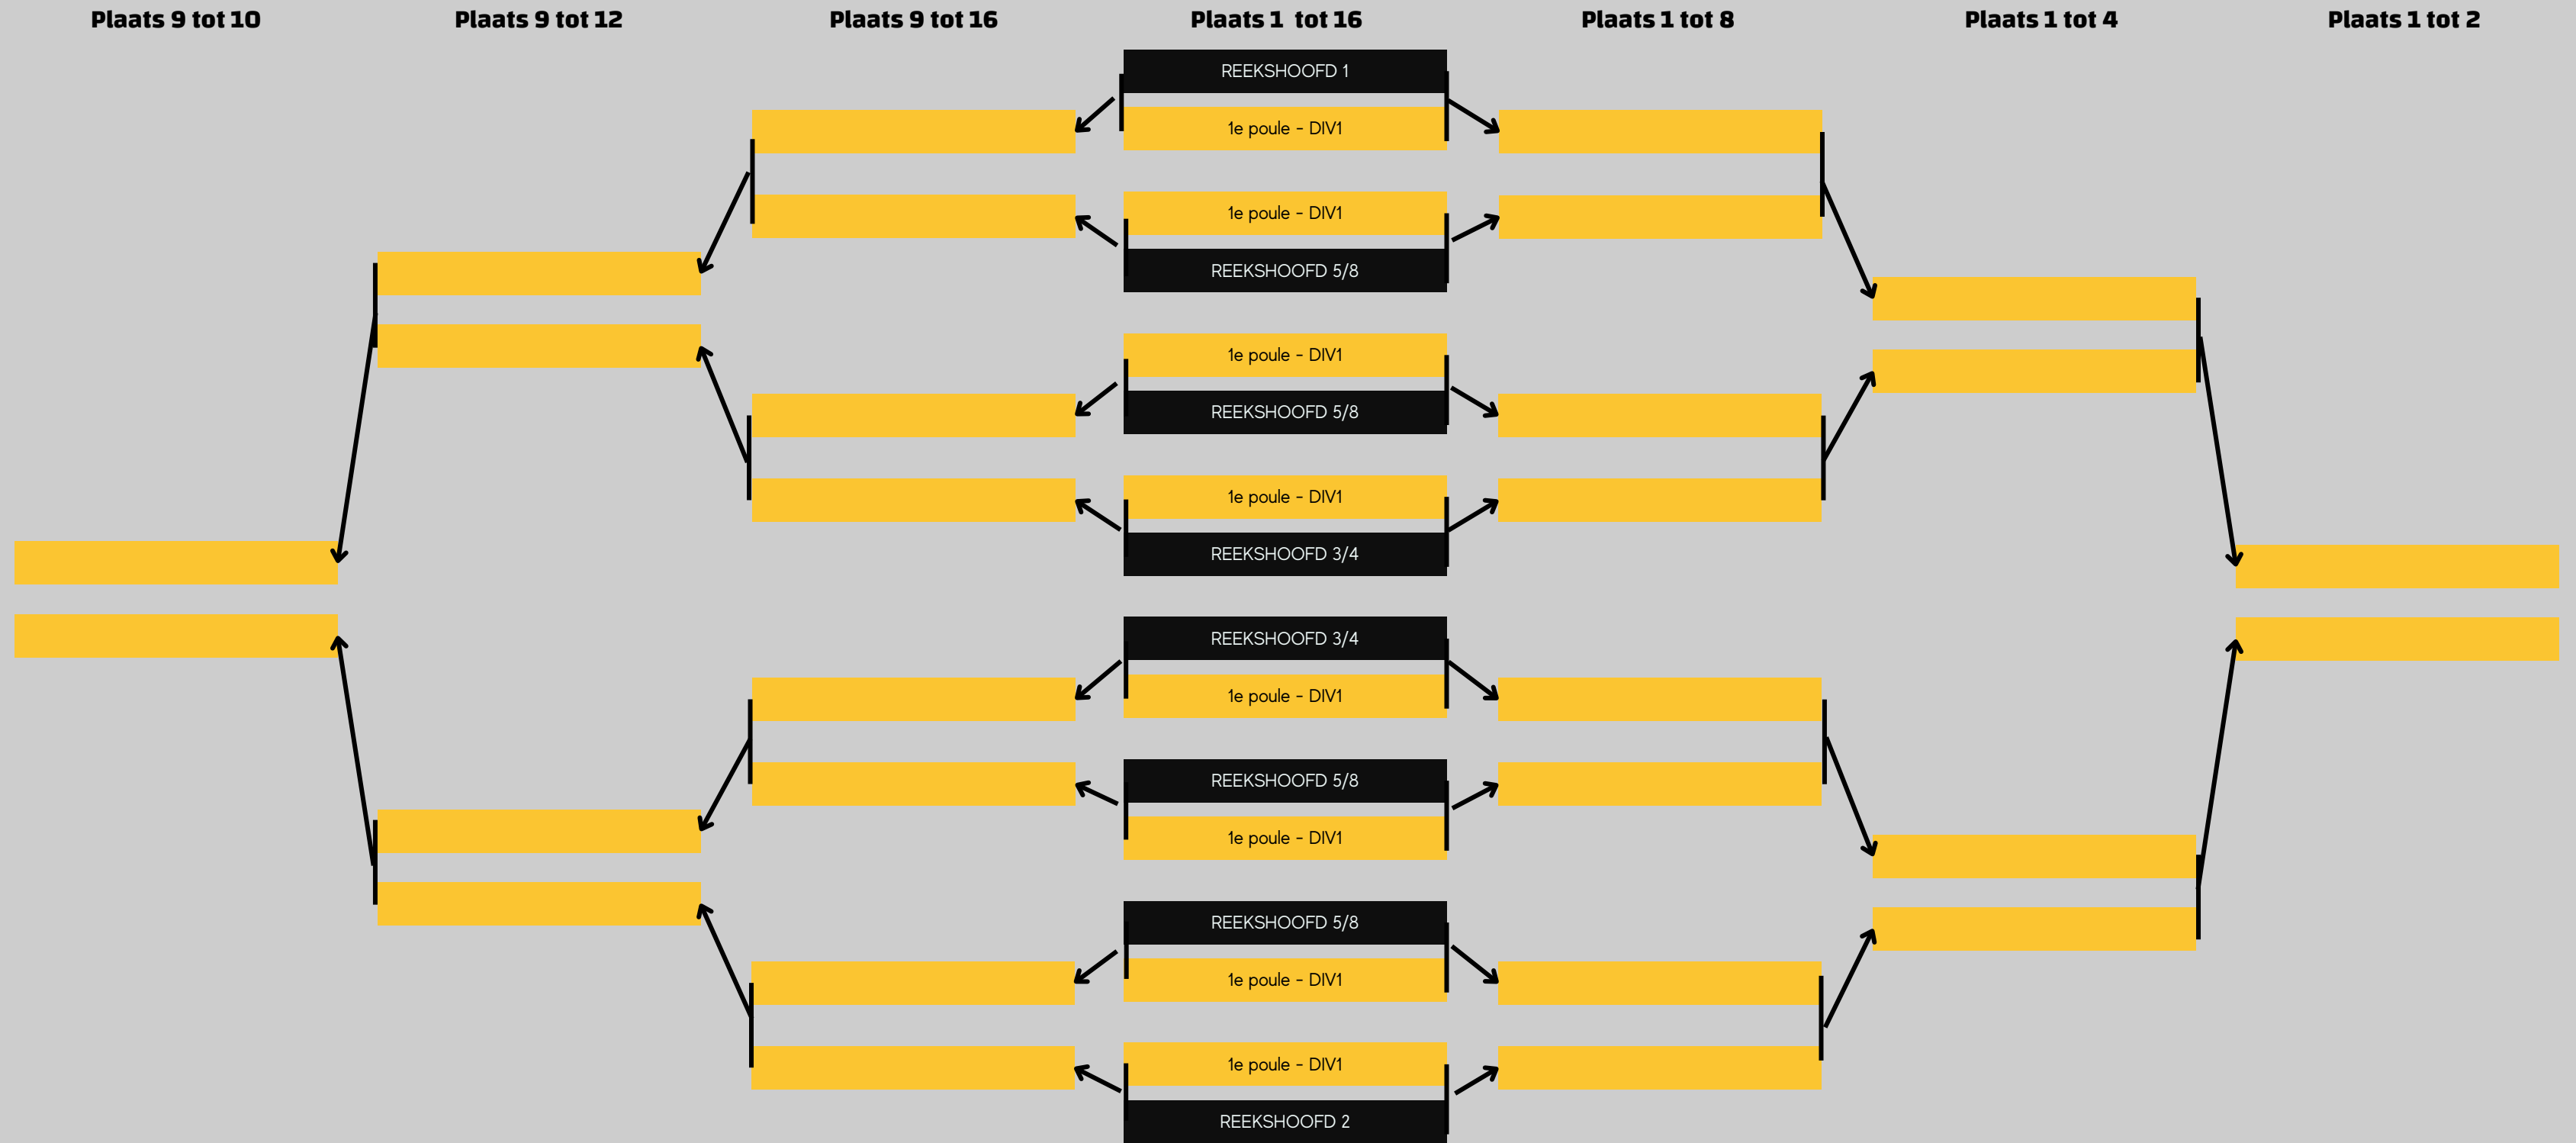 Plaats 9 tot 10
Plaats 9 tot 12
Plaats 9 tot 16
Plaats 1 tot 16
Plaats 1 tot 8
Plaats 1 tot 4
Plaats 1 tot 2
REEKSHOOFD 1
1e poule - DIV1
1e poule - DIV1
REEKSHOOFD 5/8
1e poule - DIV1
REEKSHOOFD 5/8
1e poule - DIV1
REEKSHOOFD 3/4
REEKSHOOFD 3/4
1e poule - DIV1
REEKSHOOFD 5/8
1e poule - DIV1
REEKSHOOFD 5/8
1e poule - DIV1
1e poule - DIV1
REEKSHOOFD 2